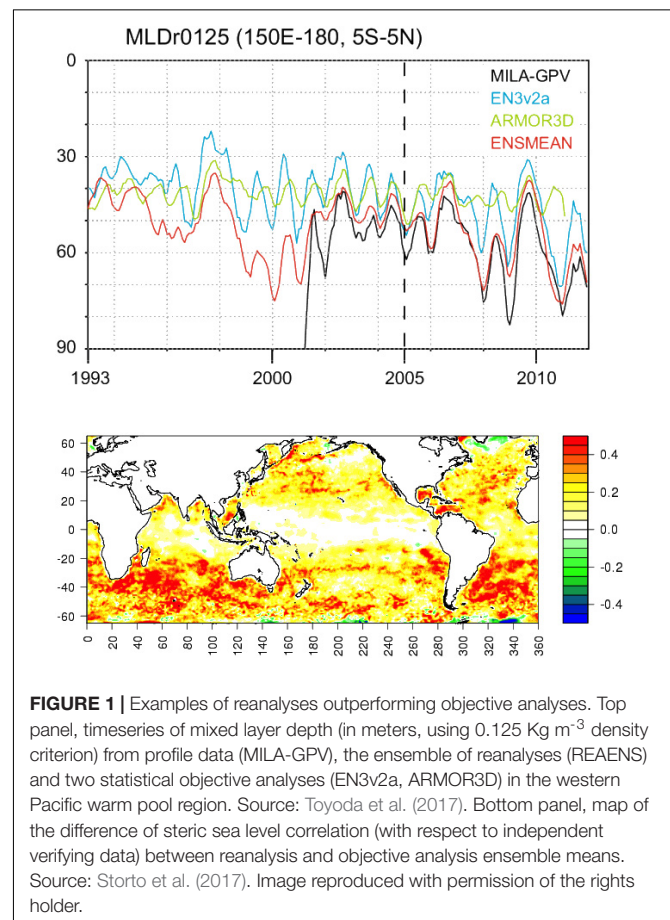 MLDr0125 (150E-180, 5S-5N)
0
30
60
90
MILA-GPV
EN3v2a
ARMOR3D
ENSMEAN
1993
2000
2005
2010
60
40
20
0
-20
-40
-60
0
20
40
60
80
100
120
140
160
180
200
220
240
260
280
300
320
340
360
0.4
0.2
0.0
-0.2
-0.4
FIGURE 1 | Examples of reanalyses outperforming objective analyses. Top
panel, timeseries of mixed layer depth (in meters, using 0.125 Kg m-3 density
criterion) from profile data (MILA-GPV), the ensemble of reanalyses (REAENS)
and two statistical objective analyses (EN3v2a, ARMOR3D) in the western
Pacific warm pool region. Source: Toyoda et al. (2017). Bottom panel, map of
the difference of steric sea level correlation (with respect to independent
verifying data) between reanalysis and objective analysis ensemble means.
Source: Storto et al. (2017). Image reproduced with permission of the rights
holder.